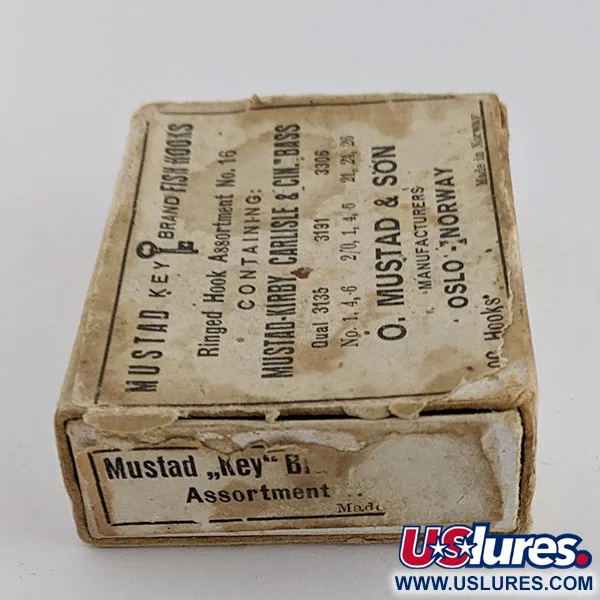 MUSTAD KEY BRAND FISH HOOKS
Ringed Hook Assortment No. 16
CONTAINING:
MUSTAD-KIRBY, CARLISLE & CIN. BASS
Qual 3135 3191 3306
No. 1, 4, 6 2/0, 1, 4, 6 21, 24, 26
O. MUSTAD & SON
MANUFACTURERS
OSLO - NORWAY
Made in Norway
Hooks
Mustad „Key“
Assortment
Made
USlures.
WWW.USLURES.COM